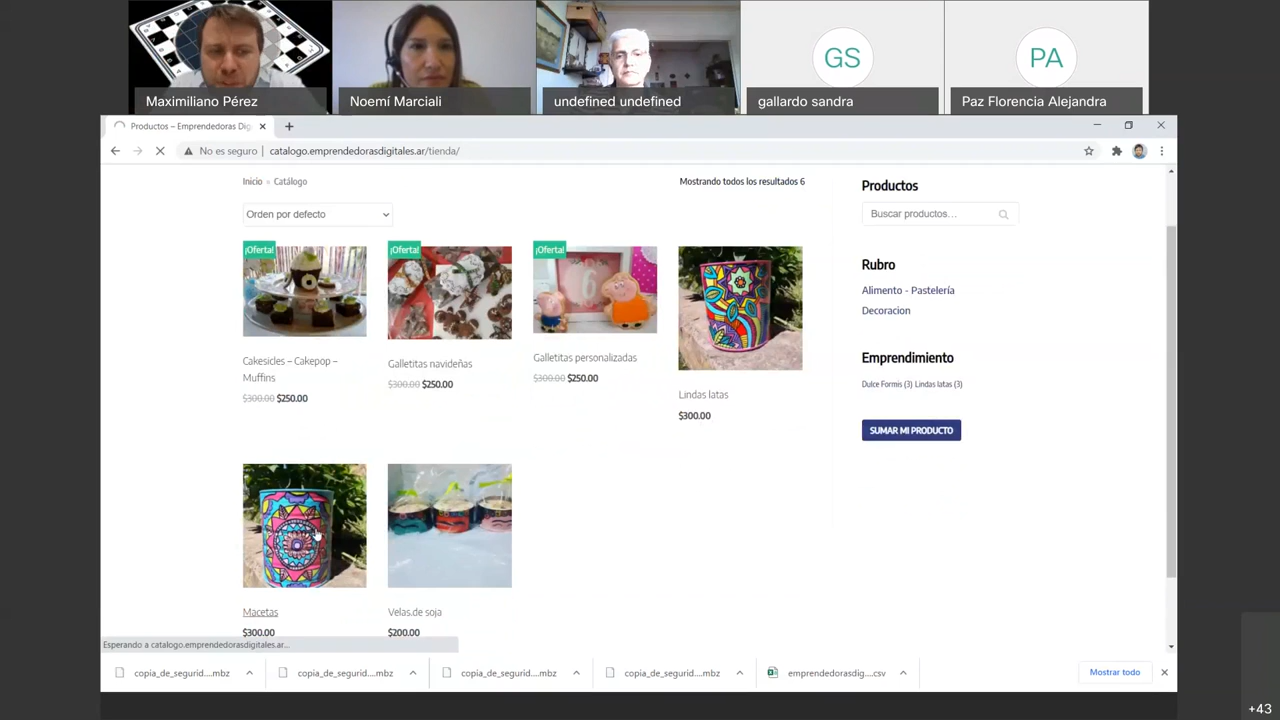 Maximiliano Pérez
Noemí Marciali
undefined undefined
GS
gallardo sandra
PA
Paz Florencia Alejandra
Productos – Emprendedoras Dig
No es seguro | catalogo.emprendedorasdigitales.ar/tienda/
Inicio » Catálogo
Mostrando todos los resultados 6
Orden por defecto
Productos
Buscar productos...
Rubro
Alimento - Pastelería
Decoracion
Emprendimiento
Dulce Formis (3) Lindas latas (3)
SUMAR MI PRODUCTO
¡Oferta!
Cakesicles – Cakepop –
Muffins
$300.00 $250.00
¡Oferta!
Galletitas navideñas
$300.00 $250.00
¡Oferta!
6
Galletitas personalizadas
$300.00 $250.00
Lindas latas
$300.00
Macetas
$300.00
Velas.de soja
$200.00
Esperando a catalogo.emprendedorasdigitales.ar...
copia_de_segurid....mbz
copia_de_segurid....mbz
copia_de_segurid....mbz
copia_de_segurid....mbz
emprendedorasdig....csv
Mostrar todo
+43